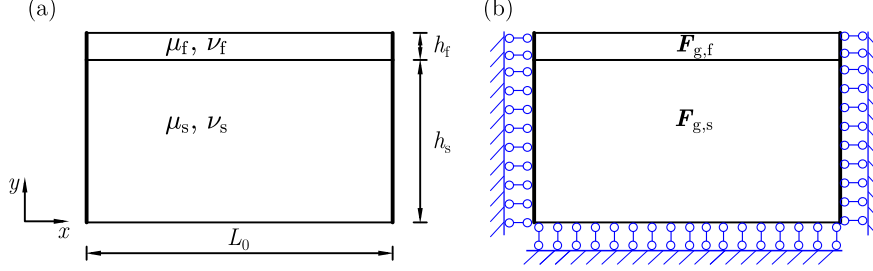 (a)
μf, νf
hf
μs, νs
hs
y
x
L0
(b)
Fg,f
Fg,s